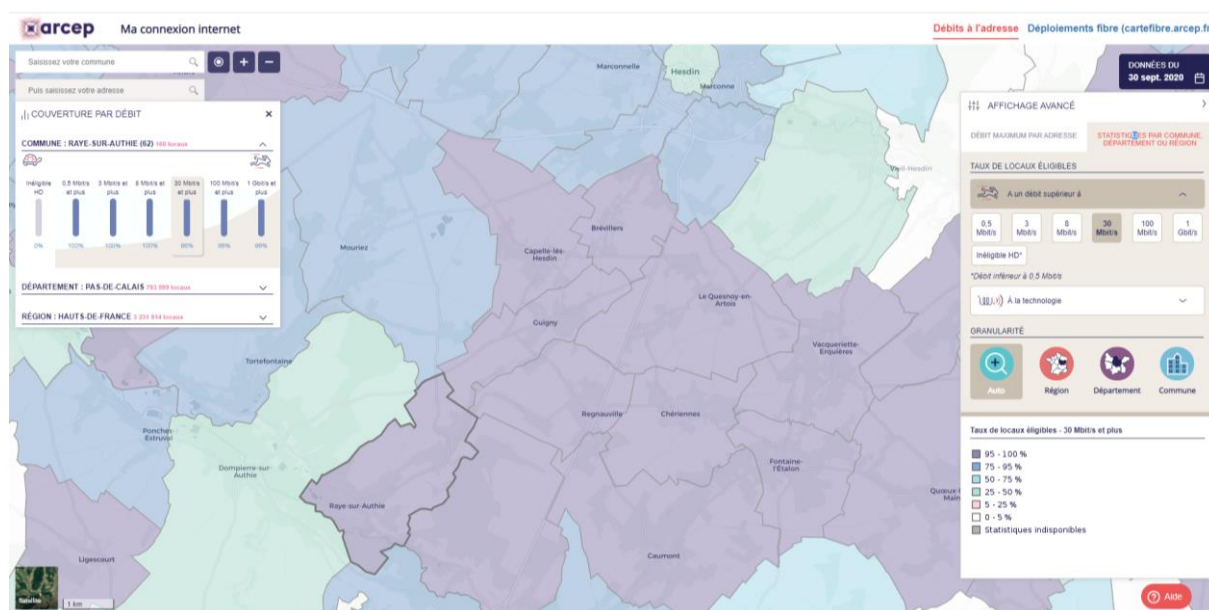 arcep
Ma connexion internet
Débits à l'adresse
Déploiements fibre (cartefibre.arcep.fr
Saisissez votre commune
Puis saisissez votre adresse
COUVERTURE PAR DÉBIT
COMMUNE : RAYE-SUR-AUTHIE (62)
Inéligible HD
0,5 Mbit/s et plus
3 Mbit/s et plus
8 Mbit/s et plus
30 Mbit/s et plus
100 Mbit/s et plus
1 Gbit/s et plus
0%
100%
100%
100%
DÉPARTEMENT : PAS-DE-CALAIS
RÉGION : HAUTS-DE-FRANCE
Marconnelle
Hesdin
Marconne
Vieil-Hesdin
Mouriez
Brévillers
Capelle-lès-Hesdin
Guigny
Le Quesnoy-en-Artois
Vacqueriette-Erquières
Tortefontaine
Regnauville
Chériennes
Ponches-Estruval
Dompierre-sur-Authie
Fontaine-l'Étalon
Raye-sur-Authie
Caumont
Ligescourt
1 km
DONNÉES DU
30 sept. 2020
AFFICHAGE AVANCÉ
DÉBIT MAXIMUM PAR ADRESSE
STATISTIQUES PAR COMMUNE, DÉPARTEMENT OU RÉGION
TAUX DE LOCAUX ÉLIGIBLES
A un débit supérieur à
0,5 Mbit/s
3 Mbit/s
8 Mbit/s
30 Mbit/s
100 Mbit/s
1 Gbit/s
Inéligible HD*
*Débit inférieur à 0,5 Mbit/s
À la technologie
GRANULARITÉ
Auto
Région
Département
Commune
Taux de locaux éligibles - 30 Mbit/s et plus
95 - 100 %
75 - 95 %
50 - 75 %
25 - 50 %
5 - 25 %
0 - 5 %
Statistiques indisponibles
Aide